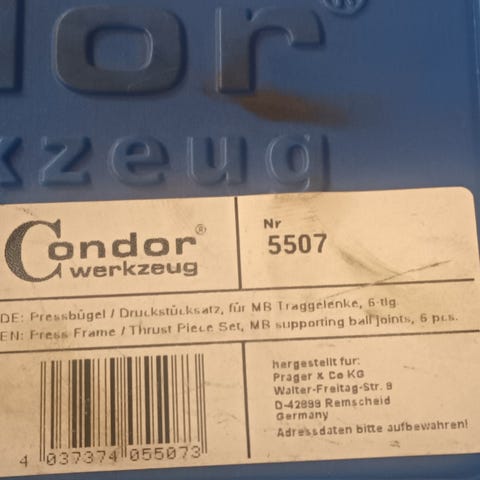 dor®
kzeug
Condor®
werkzeug
Nr
5507
DE: Pressbügel / Druckstücksatz, für MB Traggelenke, 6-tlg.
EN: Press Frame / Thrust Piece Set, MB supporting ball joints, 6 pcs.
hergestellt für:
Prager & Co KG
Walter-Freitag-Str. 9
D-42899 Remscheid
Germany
Adressdaten bitte aufbewahren!
4 037374 055073